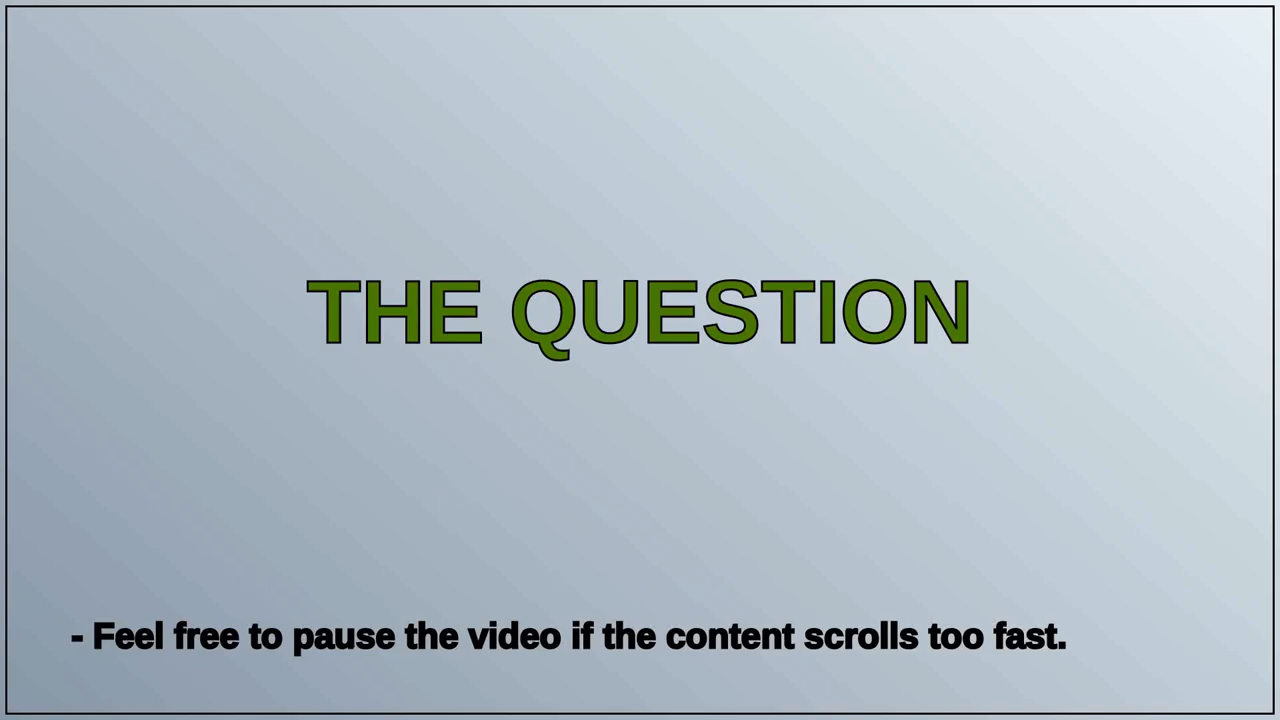 THE QUESTION
- Feel free to pause the video if the content scrolls too fast.